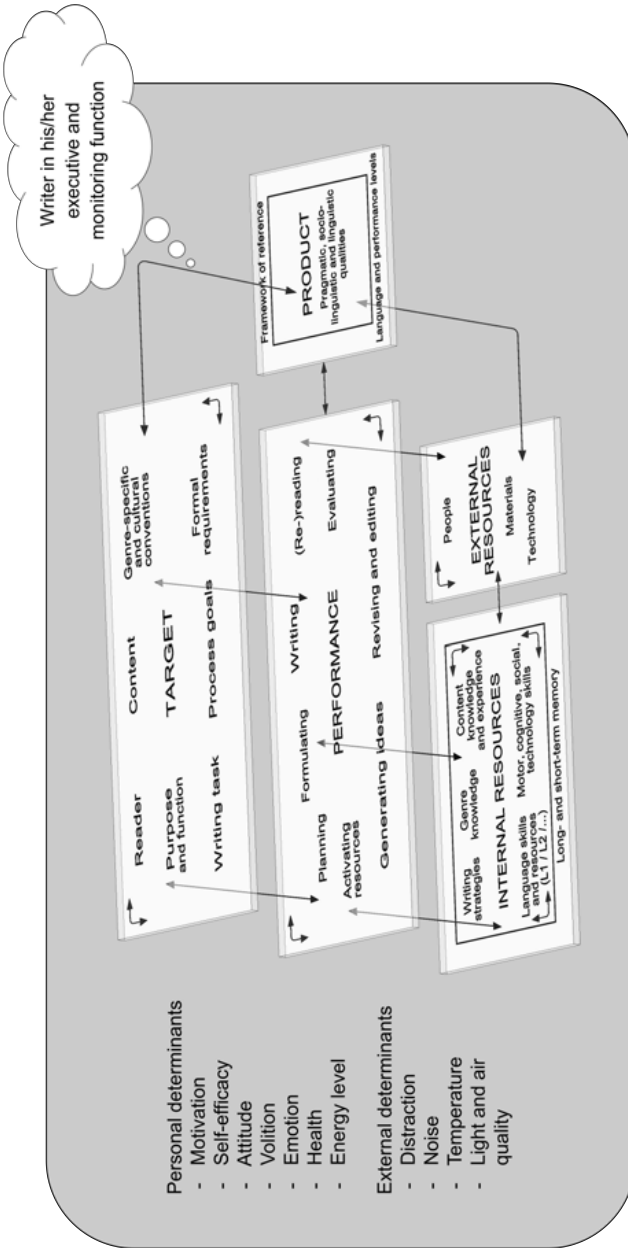 Writer in his/her
executive and
monitoring function
Personal determinants
- Motivation
- Self-efficacy
- Attitude
- Volition
- Emotion
- Health
- Energy level
External determinants
- Distraction
- Noise
- Temperature
- Light and air
quality
Reader
Content
Genre-specific
and cultural
conventions
Purpose
and function
TARGET
Writing task
Process goals
Formal
requirements
Planning
Formulating
Writing
(Re-)reading
Activating
resources
PERFORMANCE
Evaluating
Generating ideas
Revising and editing
Framework of reference
PRODUCT
Pragmatic, socio-
linguistic and linguistic
qualities
Language and performance levels
Writing
strategies
Genre
knowledge
Content
knowledge
and experience
INTERNAL RESOURCES
Language skills
and resources
(L1 / L2 /...)
Motor, cognitive, social,
technology skills
Long- and short-term memory
People
EXTERNAL
RESOURCES
Materials
Technology